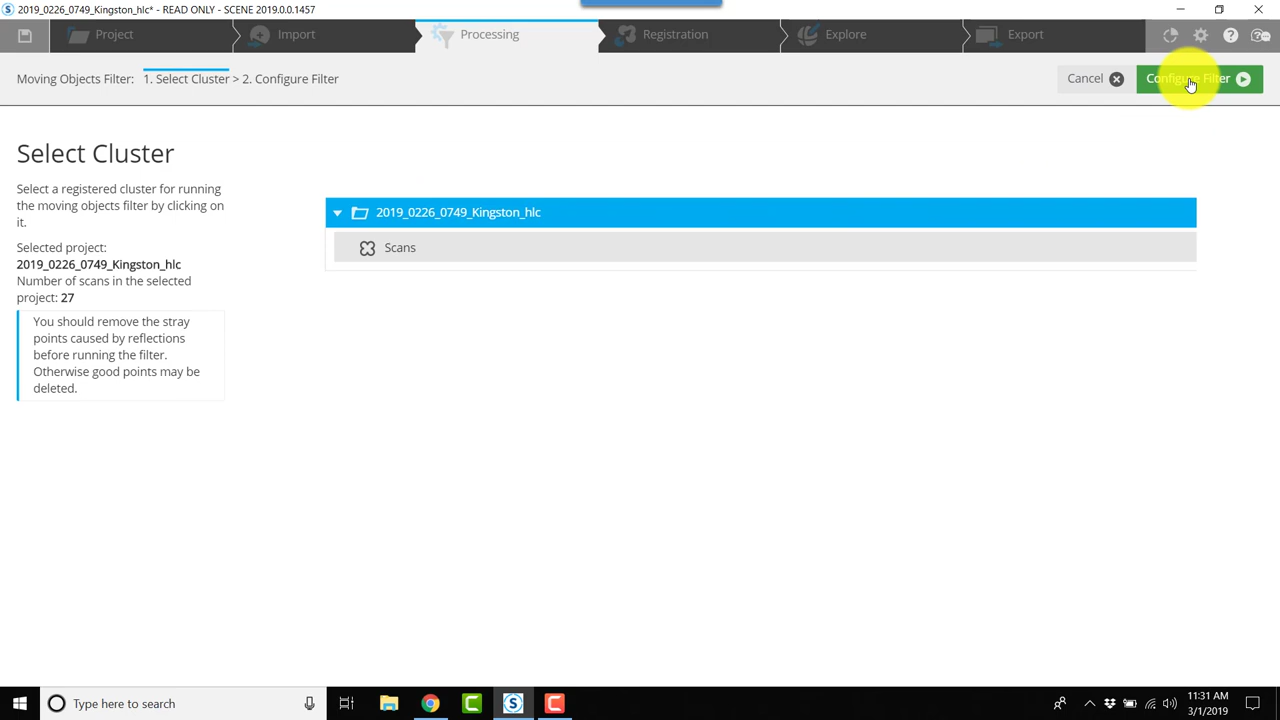 2019_0226_0749_Kingston_hlc* - READ ONLY - SCENE 2019.0.0.1457
Project
Import
Processing
Registration
Explore
Export
Moving Objects Filter: 1. Select Cluster > 2. Configure Filter
Cancel
Configure Filter
Select Cluster
Select a registered cluster for running
the moving objects filter by clicking on
it.
Selected project:
2019_0226_0749_Kingston_hlc
Number of scans in the selected
project: 27
You should remove the stray
points caused by reflections
before running the filter.
Otherwise good points may be
deleted.
2019_0226_0749_Kingston_hlc
Scans
Type here to search
11:31 AM
3/1/2019